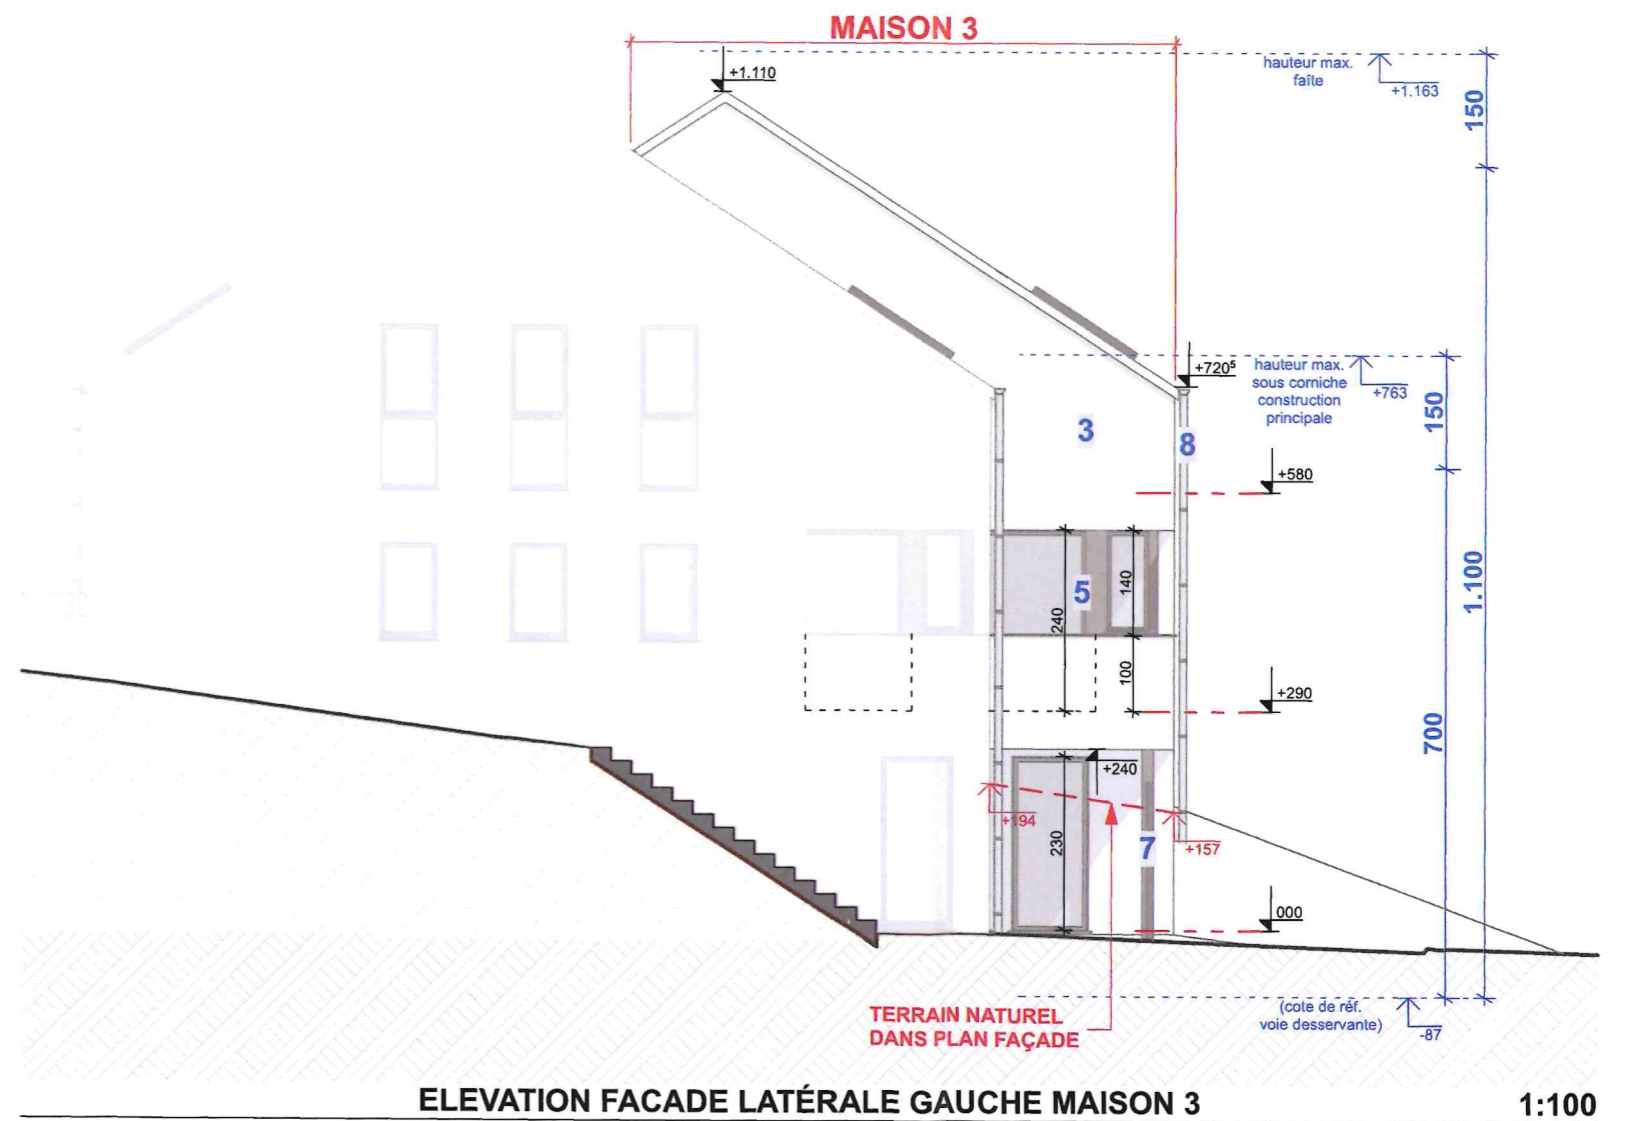 MAISON 3
+1.110
hauteur max.
faîte
+1.163
150
+720⁵
hauteur max.
sous corniche
construction
principale
+763
150
3
8
+580
5
140
240
1.100
100
+290
700
+240
+194
230
7
+157
000
TERRAIN NATUREL
DANS PLAN FAÇADE
(cote de réf.
voie desservante)
-87
ELEVATION FACADE LATÉRALE GAUCHE MAISON 3
1:100